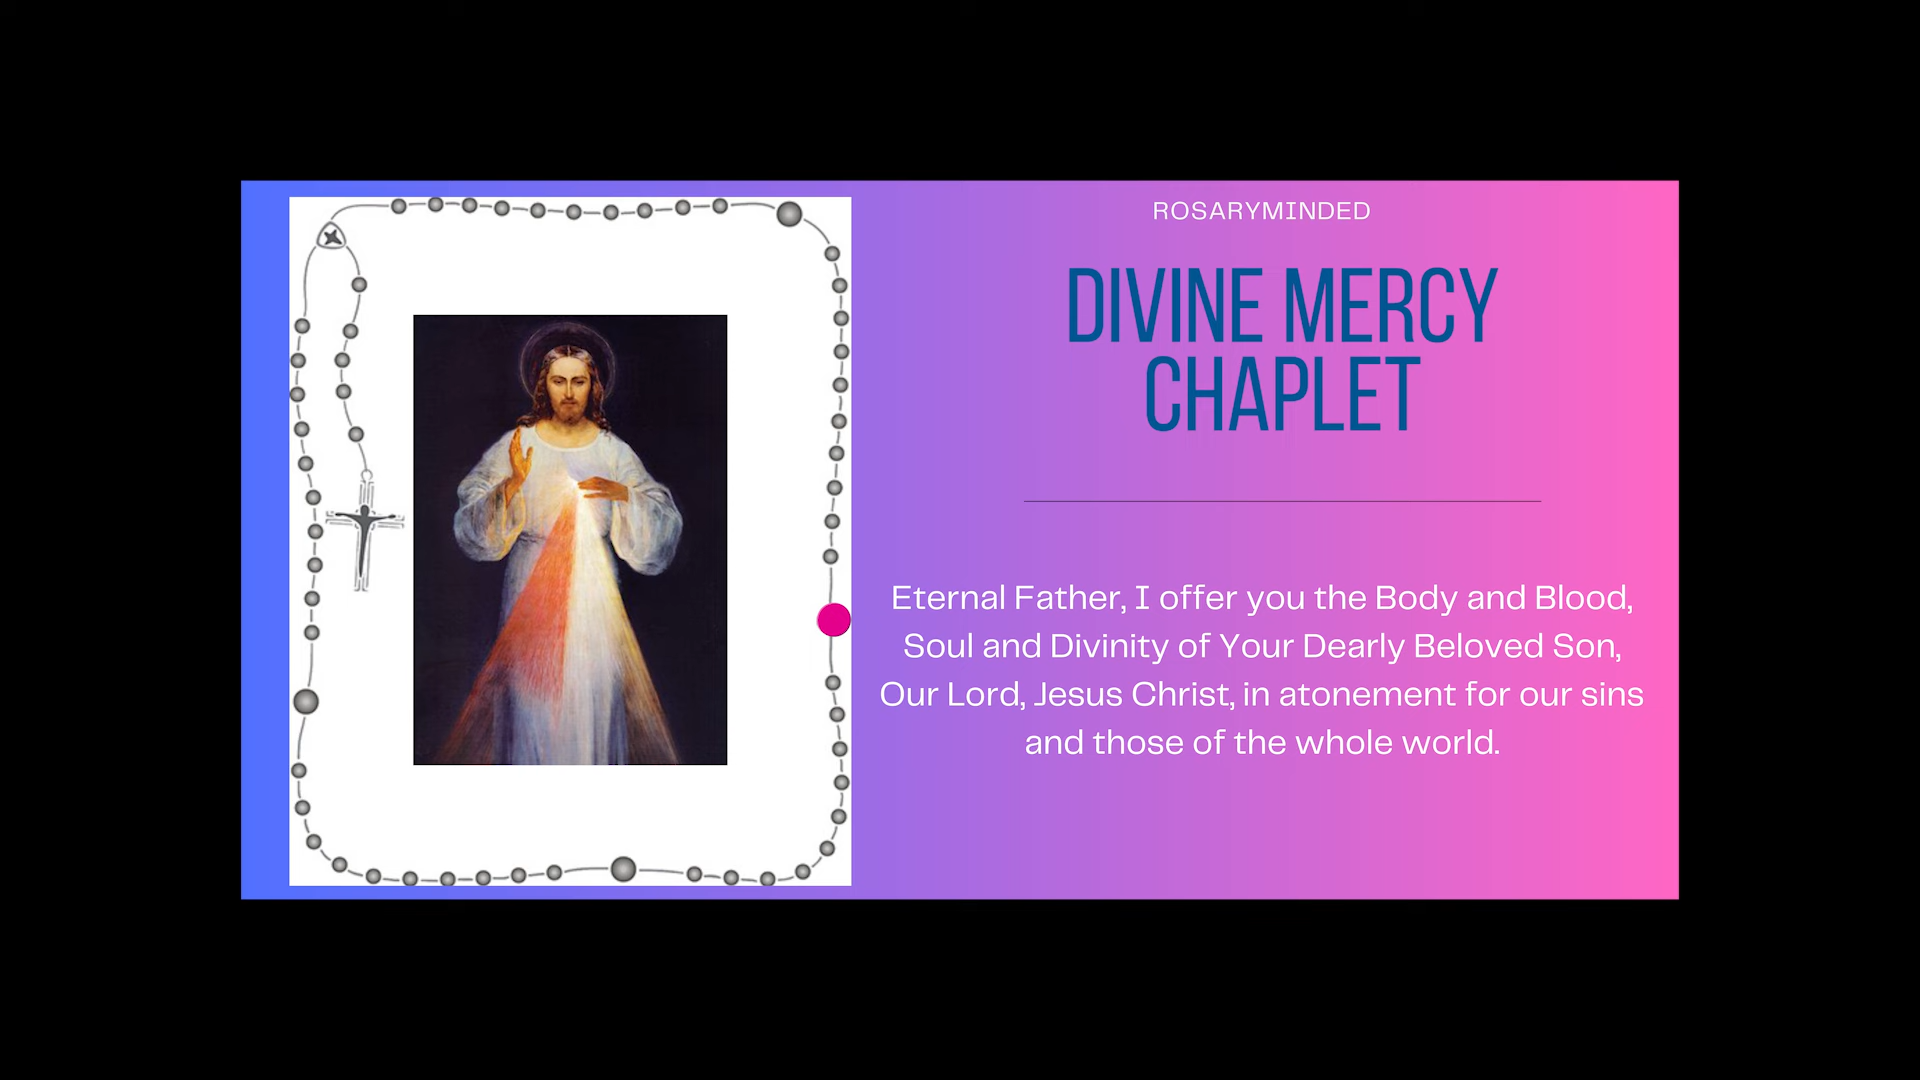 ROSARYMINDED
DIVINE MERCY
CHAPLET
Eternal Father, I offer you the Body and Blood,
Soul and Divinity of Your Dearly Beloved Son,
Our Lord, Jesus Christ, in atonement for our sins
and those of the whole world.